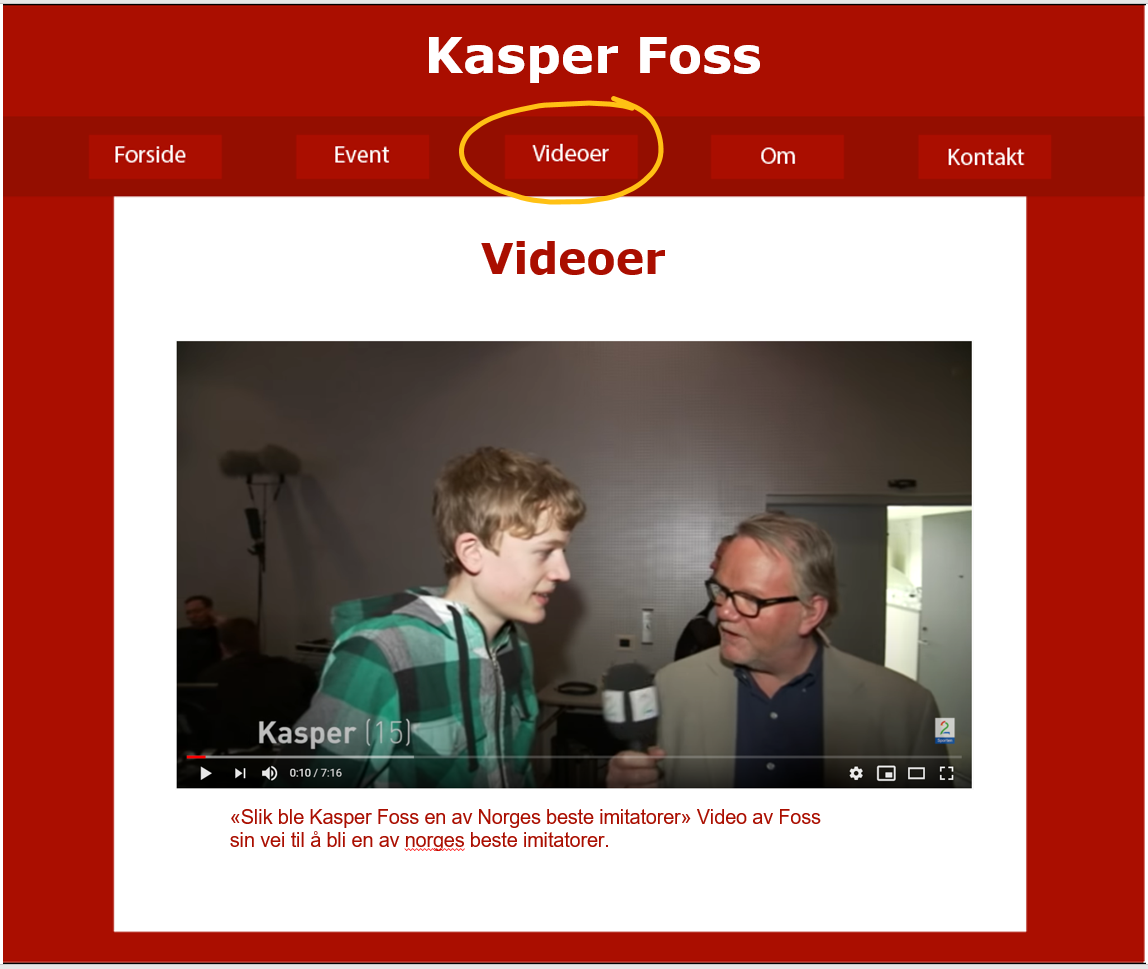 Kasper Foss
Forside Event Videoer Om Kontakt
Videoer
Kasper (15)
2
0:10 / 7:16
«Slik ble Kasper Foss en av Norges beste imitatorer» Video av Foss
sin vei til å bli en av norges beste imitatorer.